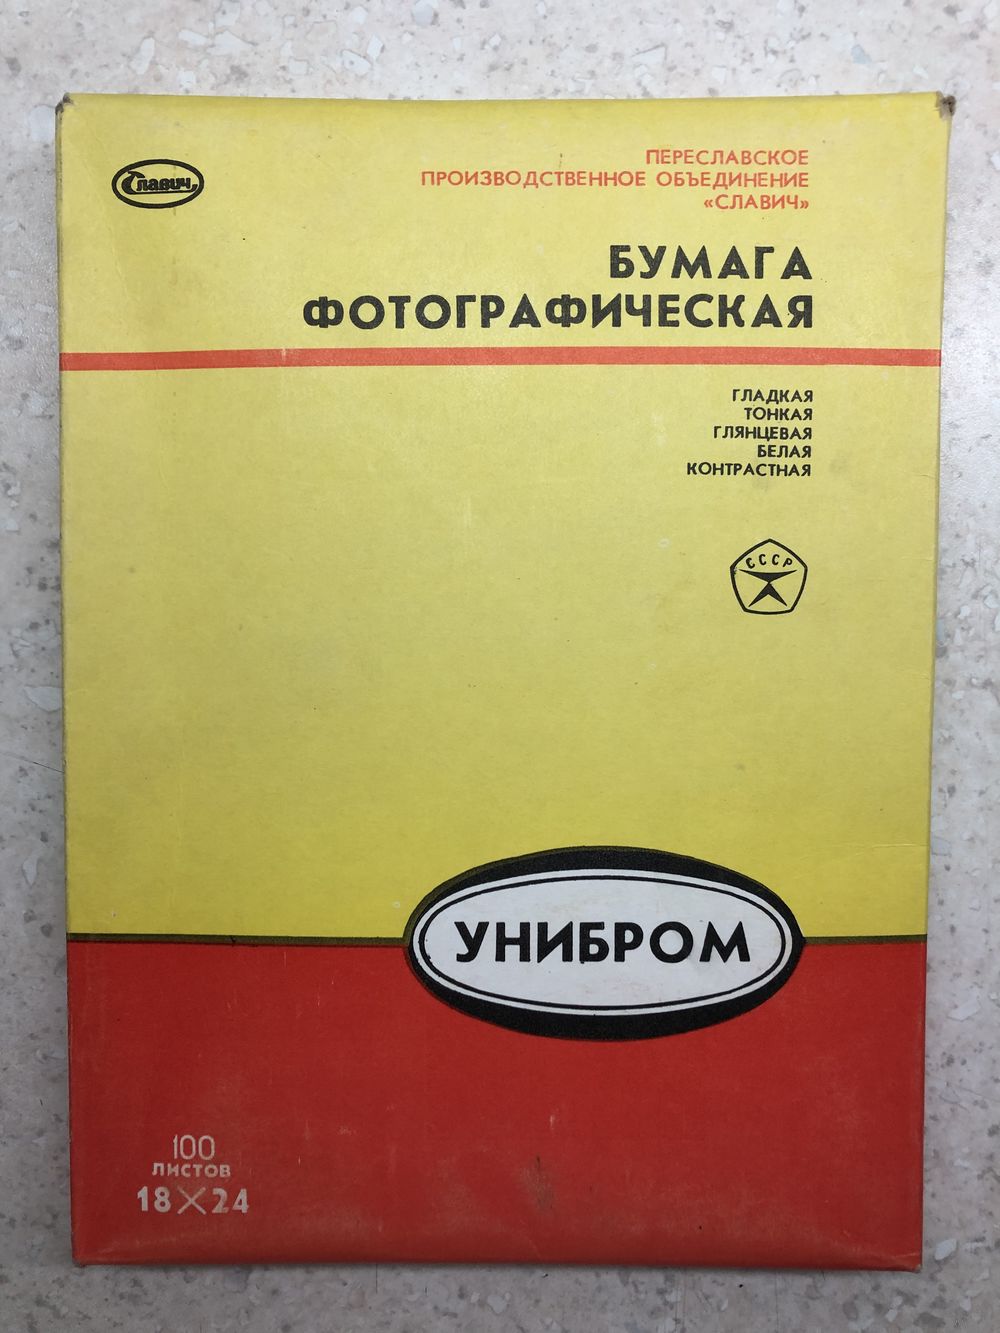 Славич
ПЕРЕСЛАВСКОЕ
ПРОИЗВОДСТВЕННОЕ ОБЪЕДИНЕНИЕ
«СЛАВИЧ»
БУМАГА
ФОТОГРАФИЧЕСКАЯ
ГЛАДКАЯ
ТОНКАЯ
ГЛЯНЦЕВАЯ
БЕЛАЯ
КОНТРАСТНАЯ
СССР
УНИБРОМ
100
ЛИСТОВ
18×24